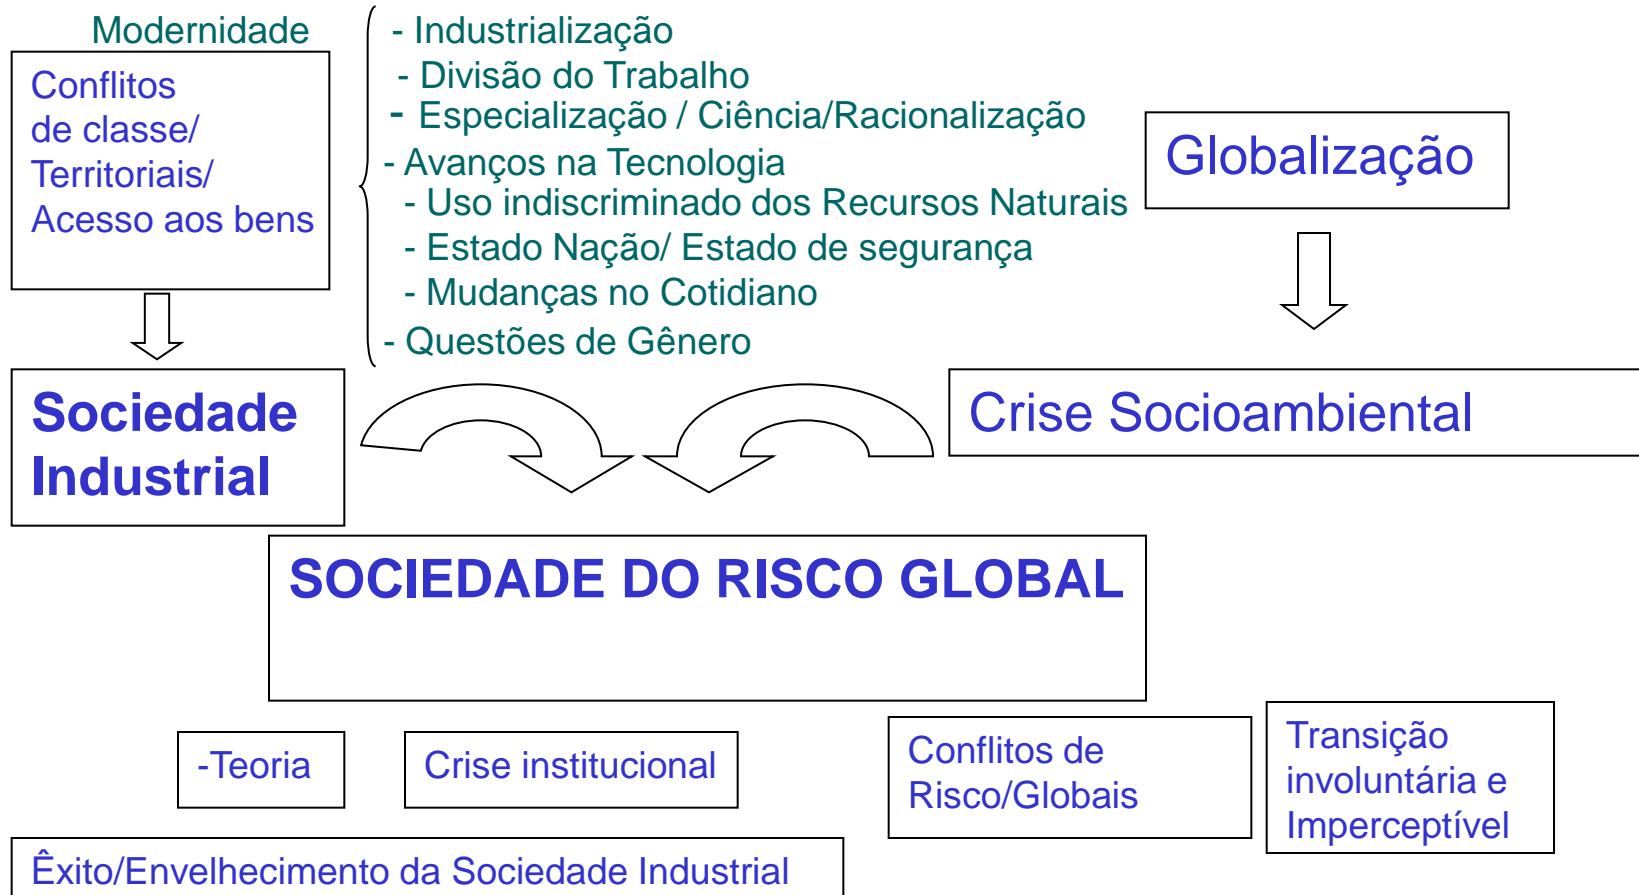 Modernidade
Conflitos
de classe/
Territoriais/
Acesso aos bens
- Industrialização
- Divisão do Trabalho
- Especialização / Ciência/Racionalização
- Avanços na Tecnologia
- Uso indiscriminado dos Recursos Naturais
- Estado Nação/ Estado de segurança
- Mudanças no Cotidiano
- Questões de Gênero
Globalização
Sociedade
Industrial
Crise Socioambiental
SOCIEDADE DO RISCO GLOBAL
-Teoria
Crise institucional
Conflitos de
Risco/Globais
Transição
involuntária e
Imperceptível
Êxito/Envelhecimento da Sociedade Industrial